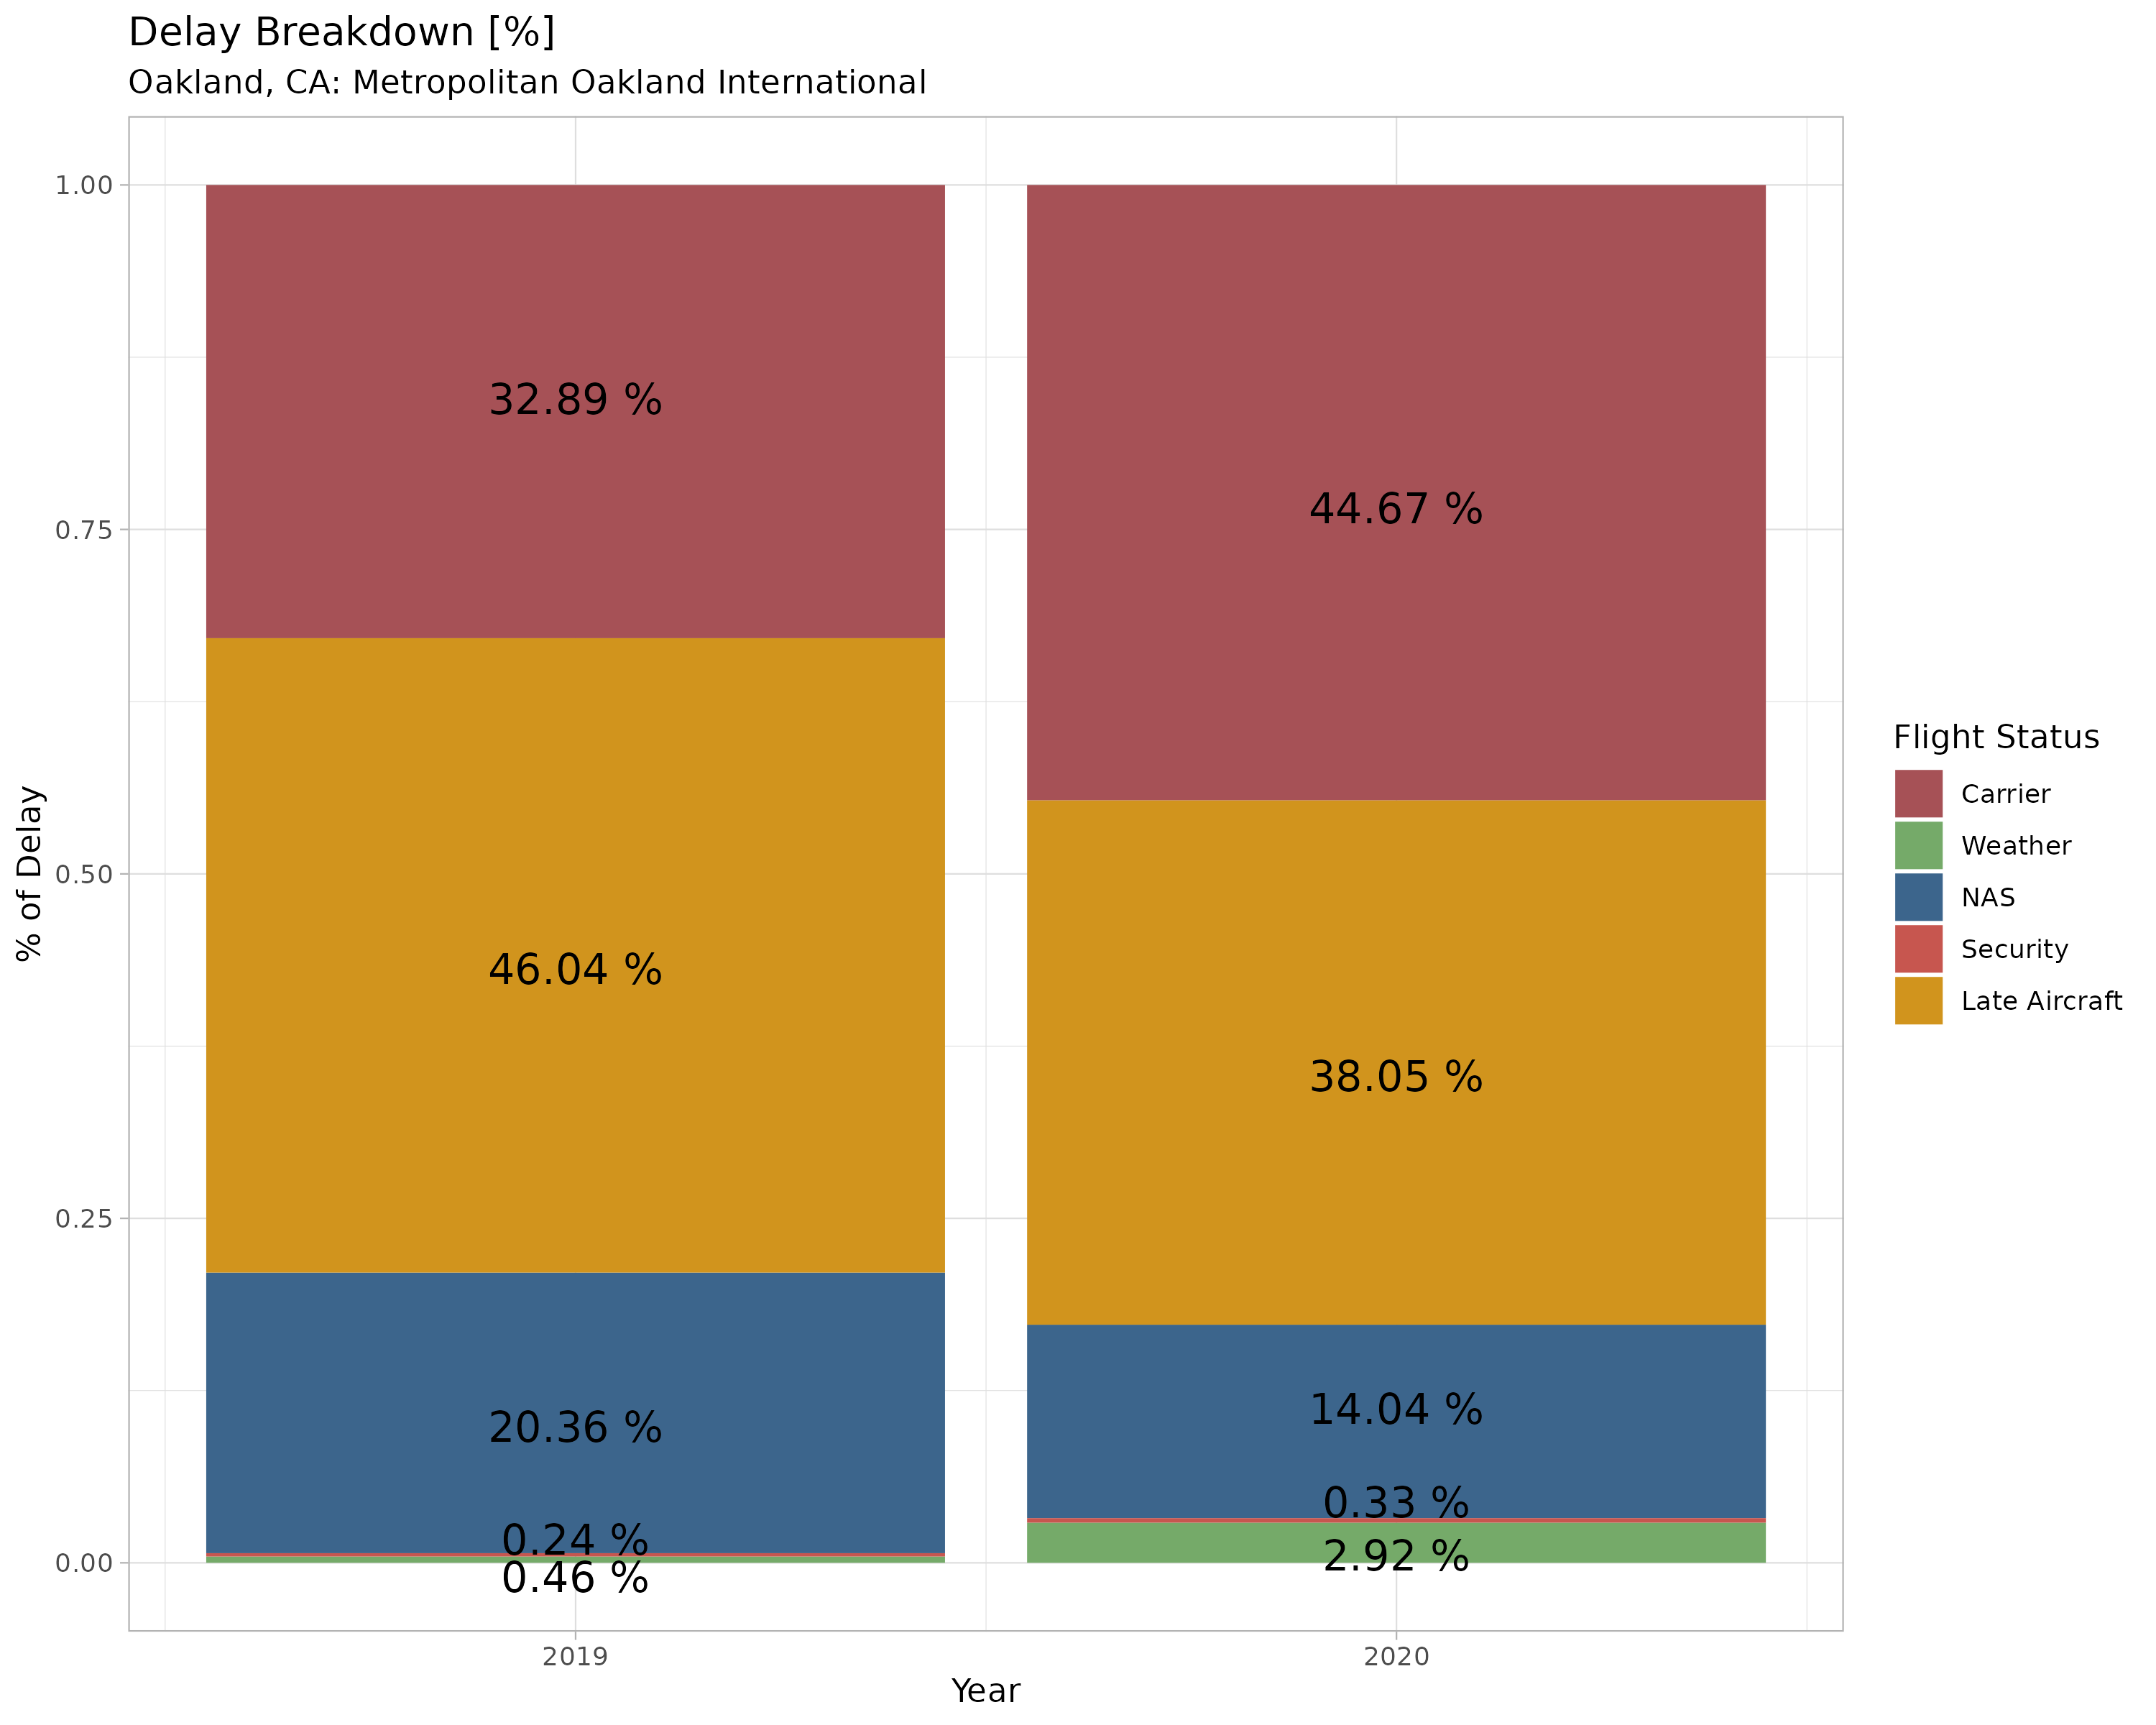 Delay Breakdown [%]
Oakland, CA: Metropolitan Oakland International
% of Delay
1.00
0.75
0.50
0.25
0.00
32.89 %
46.04 %
20.36 %
0.24 %
0.46 %
44.67 %
38.05 %
14.04 %
0.33 %
2.92 %
2019
2020
Year
Flight Status
Carrier
Weather
NAS
Security
Late Aircraft